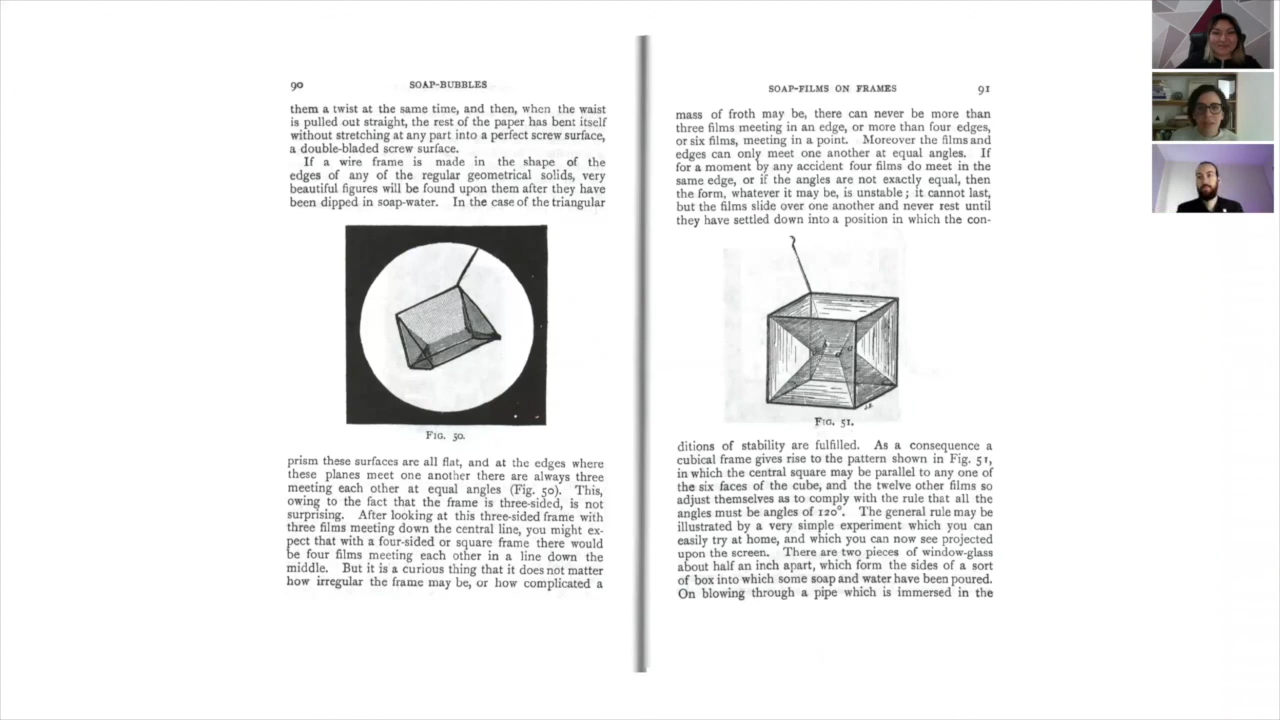 90 SOAP-BUBBLES
them a twist at the same time, and then, when the waist
is pulled out straight, the rest of the paper has bent itself
without stretching at any part into a perfect screw surface,
a double-bladed screw surface.
If a wire frame is made in the shape of the
edges of any of the regular geometrical solids, very
beautiful figures will be found upon them after they have
been dipped in soap-water. In the case of the triangular
FIG. 50.
prism these surfaces are all flat, and at the edges where
these planes meet one another there are always three
meeting each other at equal angles (Fig. 50). This,
owing to the fact that the frame is three-sided, is not
surprising. After looking at this three-sided frame with
three films meeting down the central line, you might ex-
pect that with a four-sided or square frame there would
be four films meeting each other in a line down the
middle. But it is a curious thing that it does not matter
how irregular the frame may be, or how complicated a
SOAP-FILMS ON FRAMES 91
mass of froth may be, there can never be more than
three films meeting in an edge, or more than four edges,
or six films, meeting in a point. Moreover the films and
edges can only meet one another at equal angles. If
for a moment by any accident four films do meet in the
same edge, or if the angles are not exactly equal, then
the form, whatever it may be, is unstable; it cannot last,
but the films slide over one another and never rest until
they have settled down into a position in which the con-
FIG. 51.
ditions of stability are fulfilled. As a consequence a
cubical frame gives rise to the pattern shown in Fig. 51,
in which the central square may be parallel to any one of
the six faces of the cube, and the twelve other films so
adjust themselves as to comply with the rule that all the
angles must be angles of 120°. The general rule may be
illustrated by a very simple experiment which you can
easily try at home, and which you can now see projected
upon the screen. There are two pieces of window-glass
about half an inch apart, which form the sides of a sort
of box into which some soap and water have been poured.
On blowing through a pipe which is immersed in the